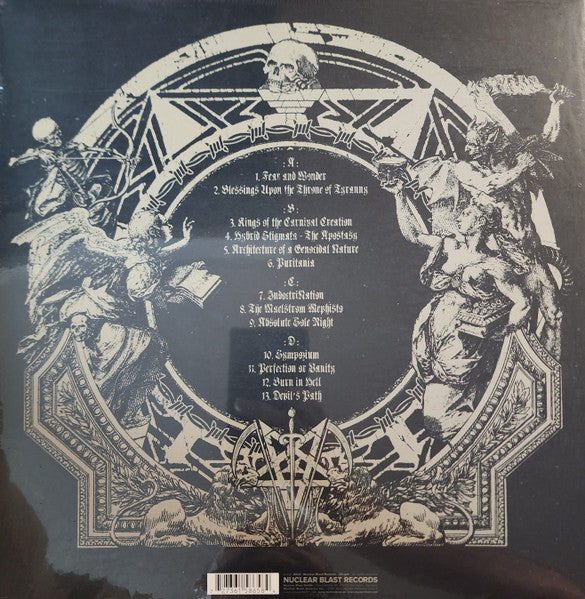 :A:
1. Fear and Wonder
2. Blessings Upon the Throne of Tyranny
:B:
3. Kings of the Carnival Creation
4. Hybrid Stigmata - The Apostasy
5. Architecture of a Genocidal Nature
6. Puritania
:C:
7. IndoctriNation
8. The Maelstrom Mephisto
9. Absolute Sole Right
:D:
10. Sympozium
11. Perfection or Vanity
12. Burn in Hell
13. Devil's Path
NUCLEAR BLAST RECORDS